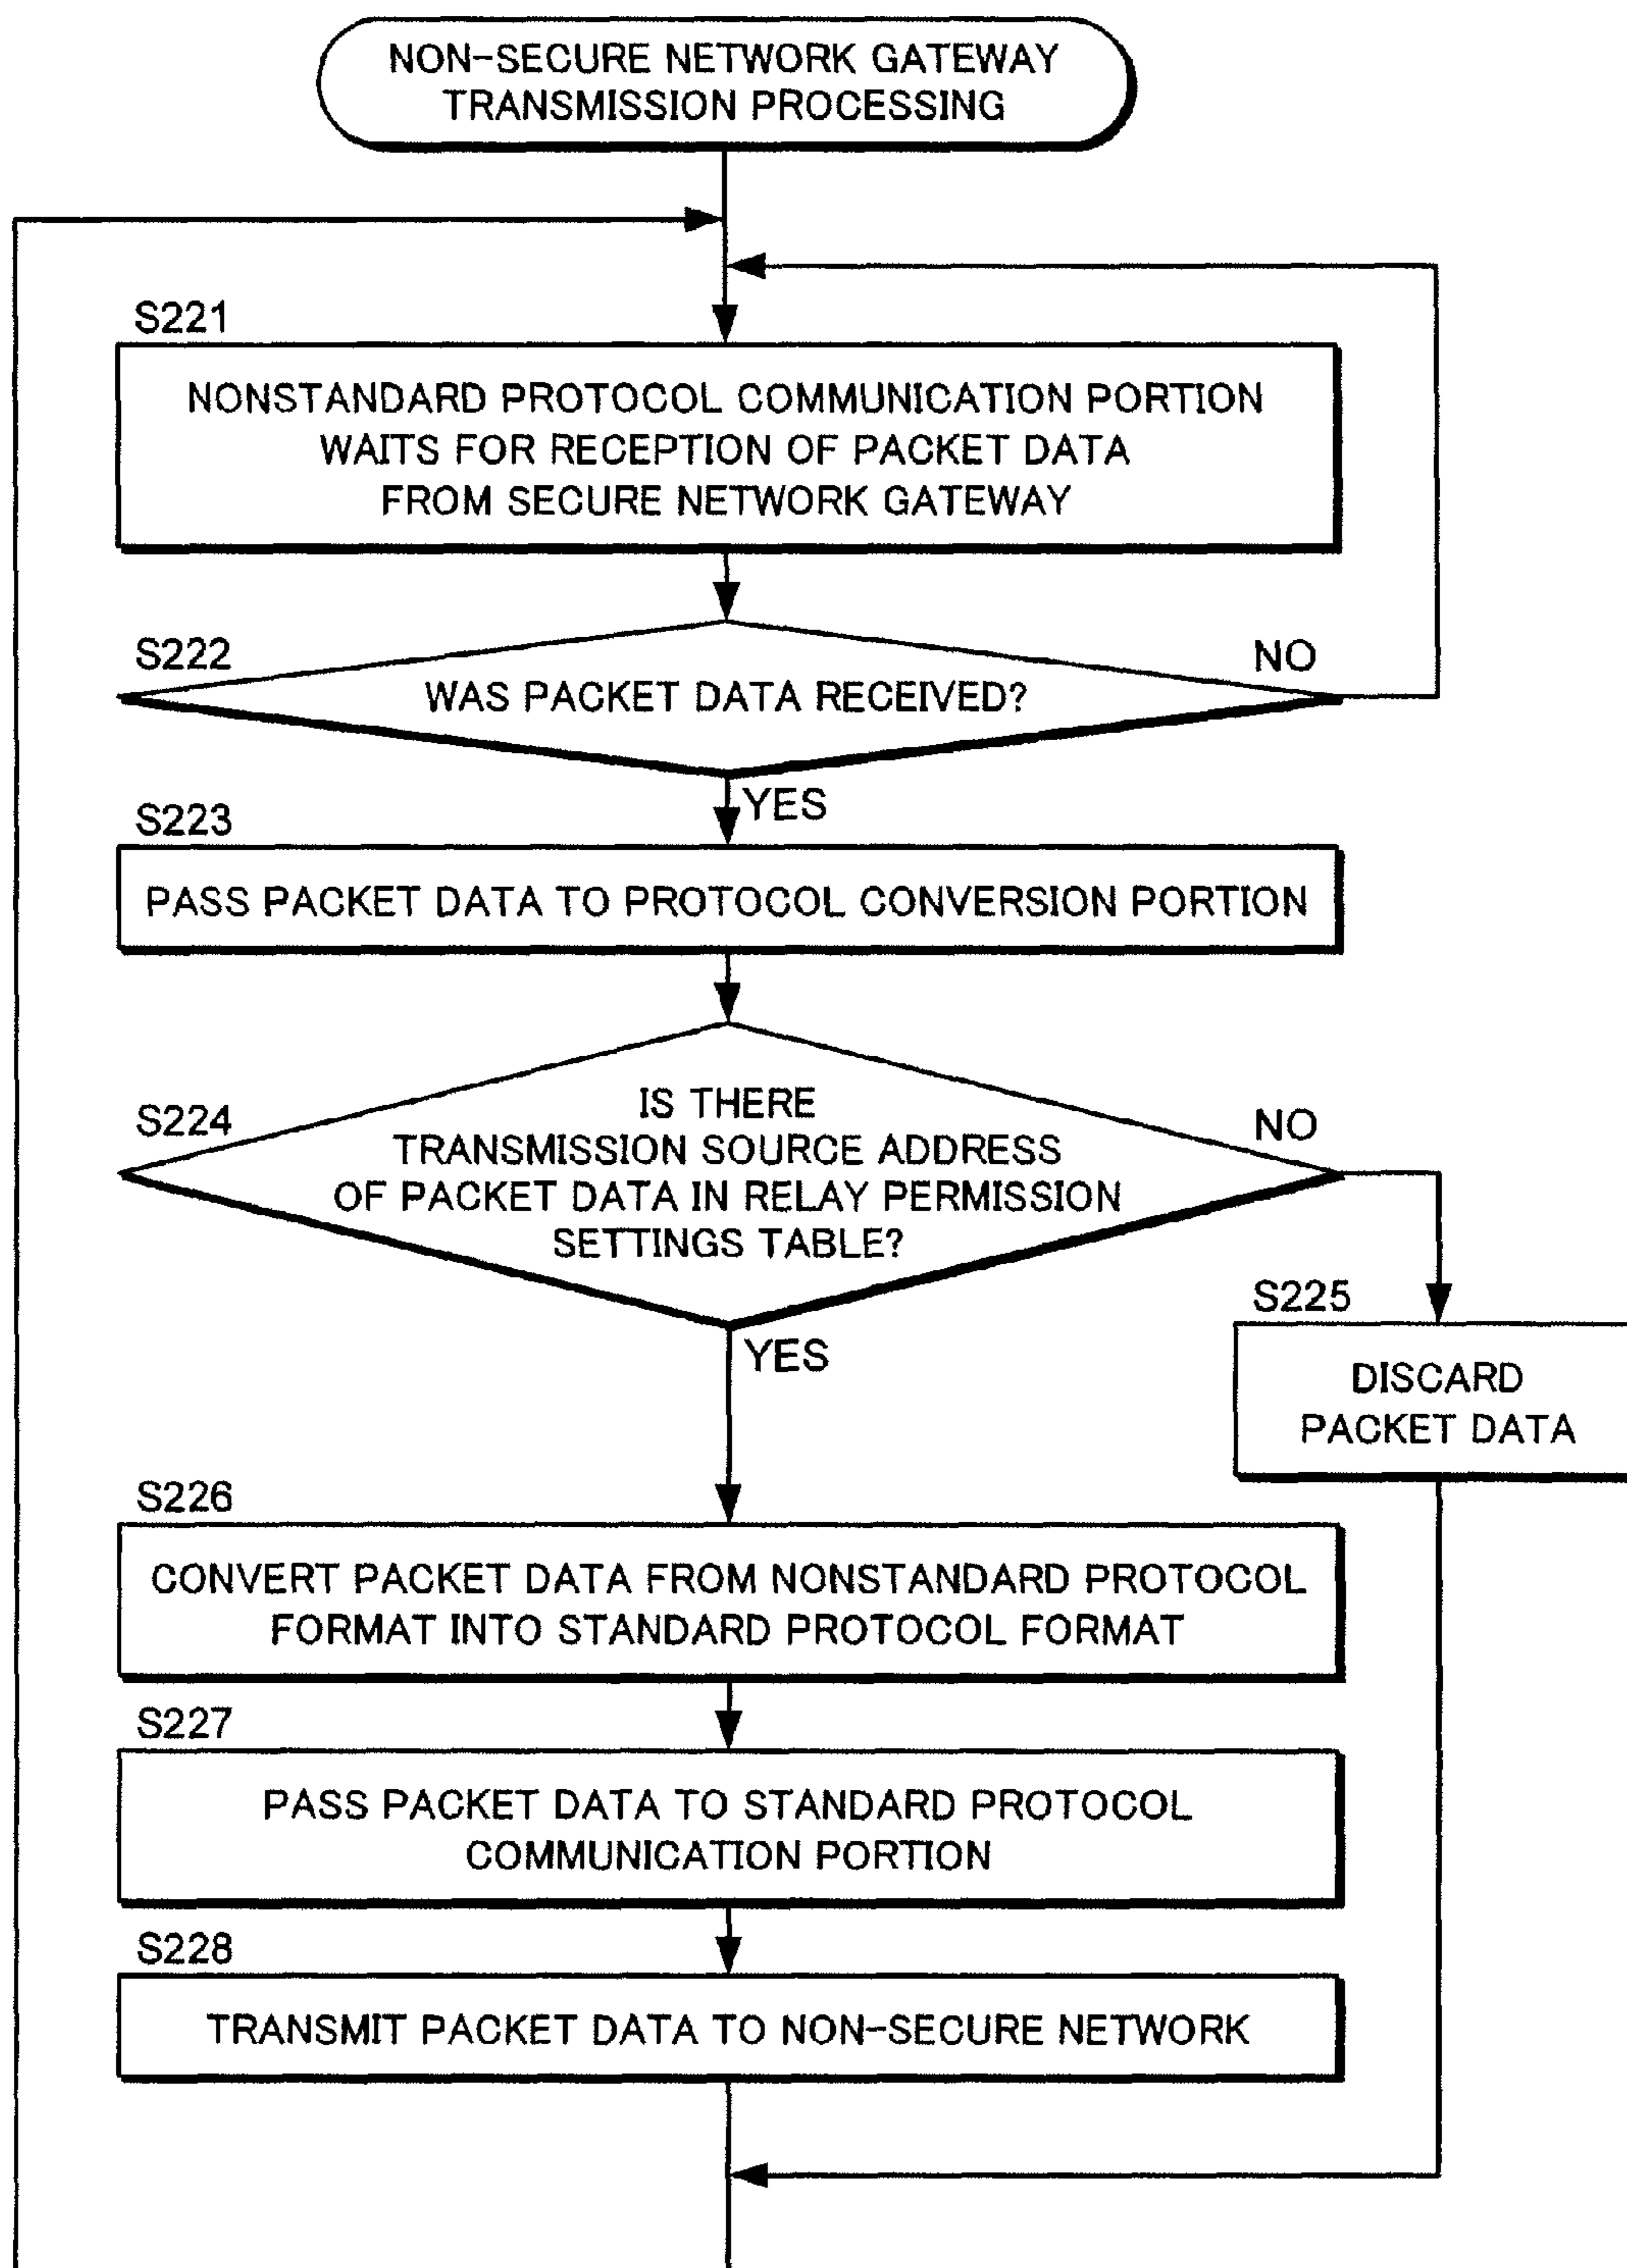 NON-SECURE NETWORK GATEWAY
TRANSMISSION PROCESSING
S221
NONSTANDARD PROTOCOL COMMUNICATION PORTION
WAITS FOR RECEPTION OF PACKET DATA
FROM SECURE NETWORK GATEWAY
S222
NO
WAS PACKET DATA RECEIVED?
YES
S223
PASS PACKET DATA TO PROTOCOL CONVERSION PORTION
S224
IS THERE
TRANSMISSION SOURCE ADDRESS
OF PACKET DATA IN RELAY PERMISSION
SETTINGS TABLE?
NO
YES
S225
DISCARD
PACKET DATA
S226
CONVERT PACKET DATA FROM NONSTANDARD PROTOCOL
FORMAT INTO STANDARD PROTOCOL FORMAT
S227
PASS PACKET DATA TO STANDARD PROTOCOL
COMMUNICATION PORTION
S228
TRANSMIT PACKET DATA TO NON-SECURE NETWORK